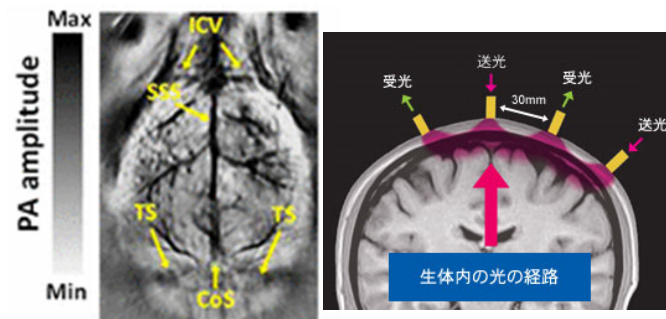 Max
PA amplitude
Min
ICV
SSS
TS
TS
CoS
受光
送光
受光
30mm
送光
生体内の光の経路